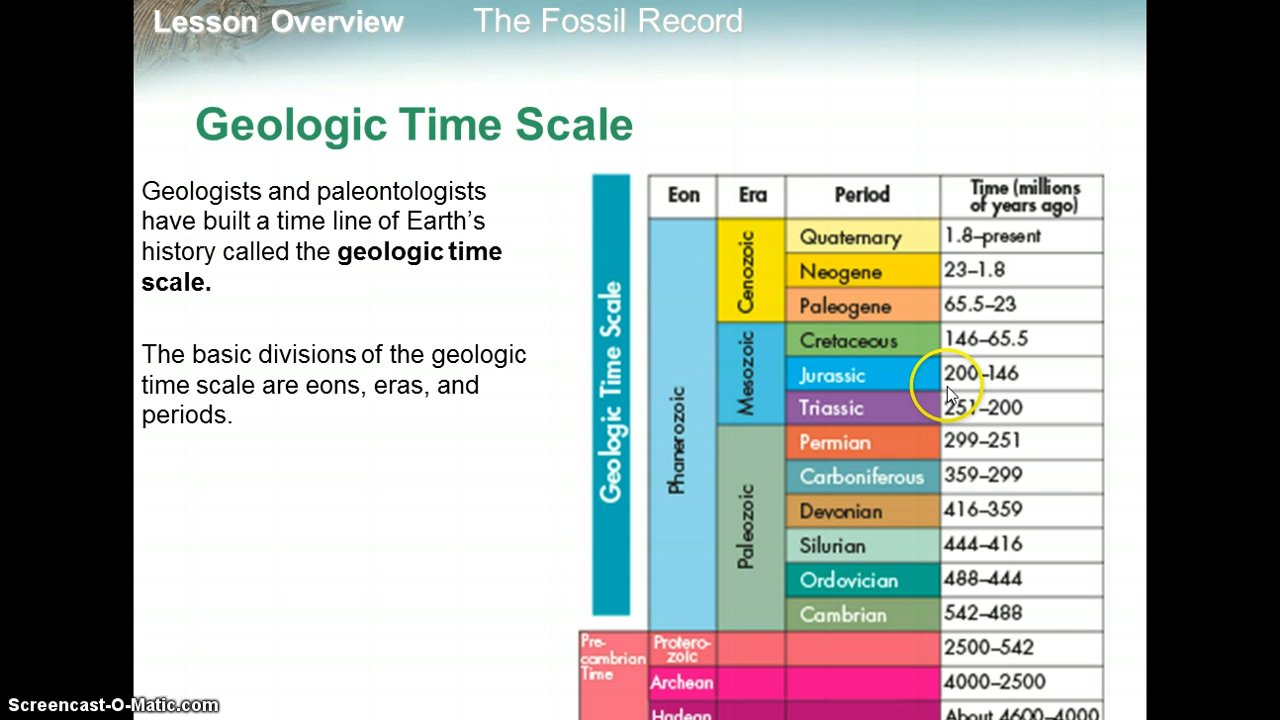 Lesson Overview The Fossil Record
Geologic Time Scale
Geologists and paleontologists
have built a time line of Earth's
history called the geologic time
scale.
The basic divisions of the geologic
time scale are eons, eras, and
periods.
Geologic Time Scale
Eon Era Period Time (millions
of years ago)
Phanerozoic
Cenozoic
Quaternary 1.8–present
Neogene 23–1.8
Paleogene 65.5–23
Mesozoic
Cretaceous 146–65.5
Jurassic 200–146
Triassic 251–200
Paleozoic
Permian 299–251
Carboniferous 359–299
Devonian 416–359
Silurian 444–416
Ordovician 488–444
Cambrian 542–488
Pre-
cambrian
Time
Protero-
zoic
2500–542
Archean 4000–2500
Hadean About 4600–4000
Screencast-O-Matic.com